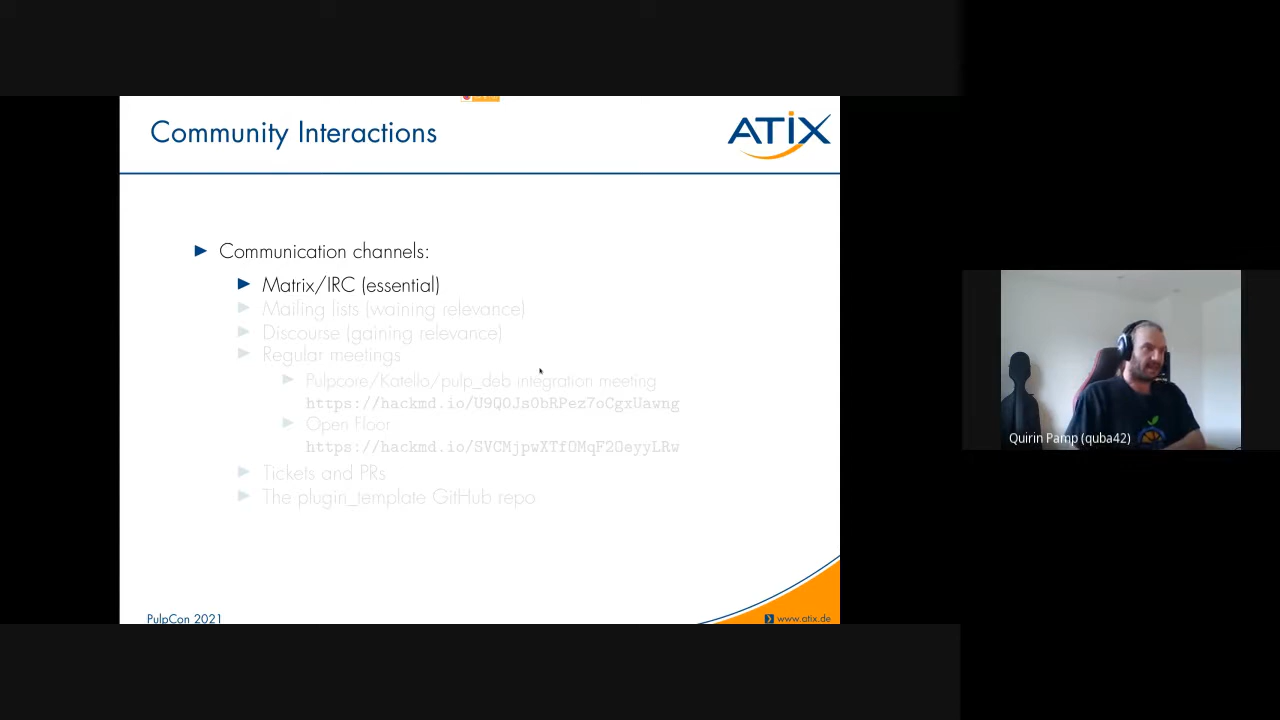 Community Interactions
ATIX
Communication channels:
Matrix/IRC (essential)
Mailing lists (waining relevance)
Discourse (gaining relevance)
Regular meetings
Pulpcore/Katello/pulp_deb integration meeting
https://hackmd.io/U9Q0JsObRPez7oCgxUawng
Open Floor
https://hackmd.io/SVCMjpwXTfOMqF2OeyyLRw
Tickets and PRs
The plugin_template GitHub repo
PulpCon 2021
www.atix.de
Quirin Pamp (quba42)